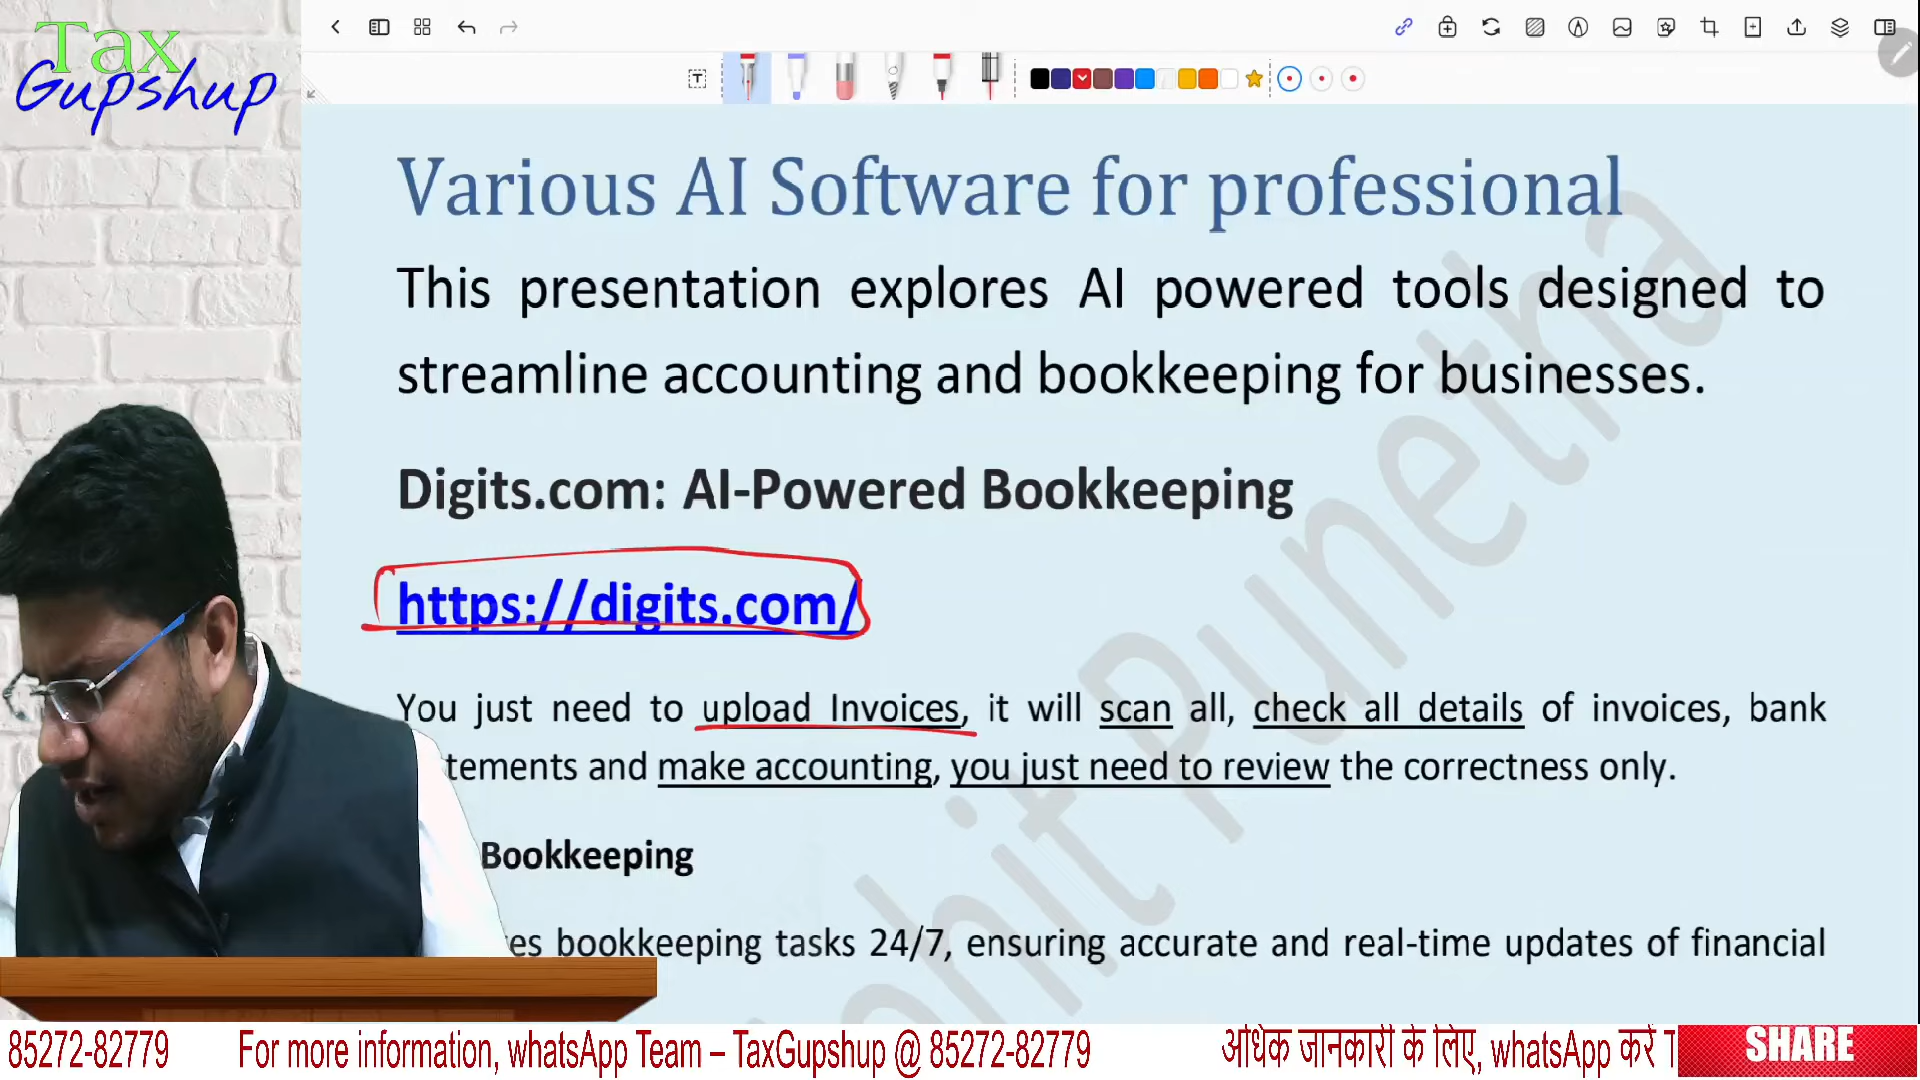 Tax
Gupshup
Various AI Software for professional
This presentation explores AI powered tools designed to
streamline accounting and bookkeeping for businesses.
Digits.com: AI-Powered Bookkeeping
https://digits.com/
You just need to upload Invoices, it will scan all, check all details of invoices, bank
tements and make accounting, you just need to review the correctness only.
Bookkeeping
es bookkeeping tasks 24/7, ensuring accurate and real-time updates of financial
Punetha
85272-82779 For more information, whatsApp Team – TaxGupshup @ 85272-82779 अधिक जानकारी के लिए, whatsApp करें T
SHARE